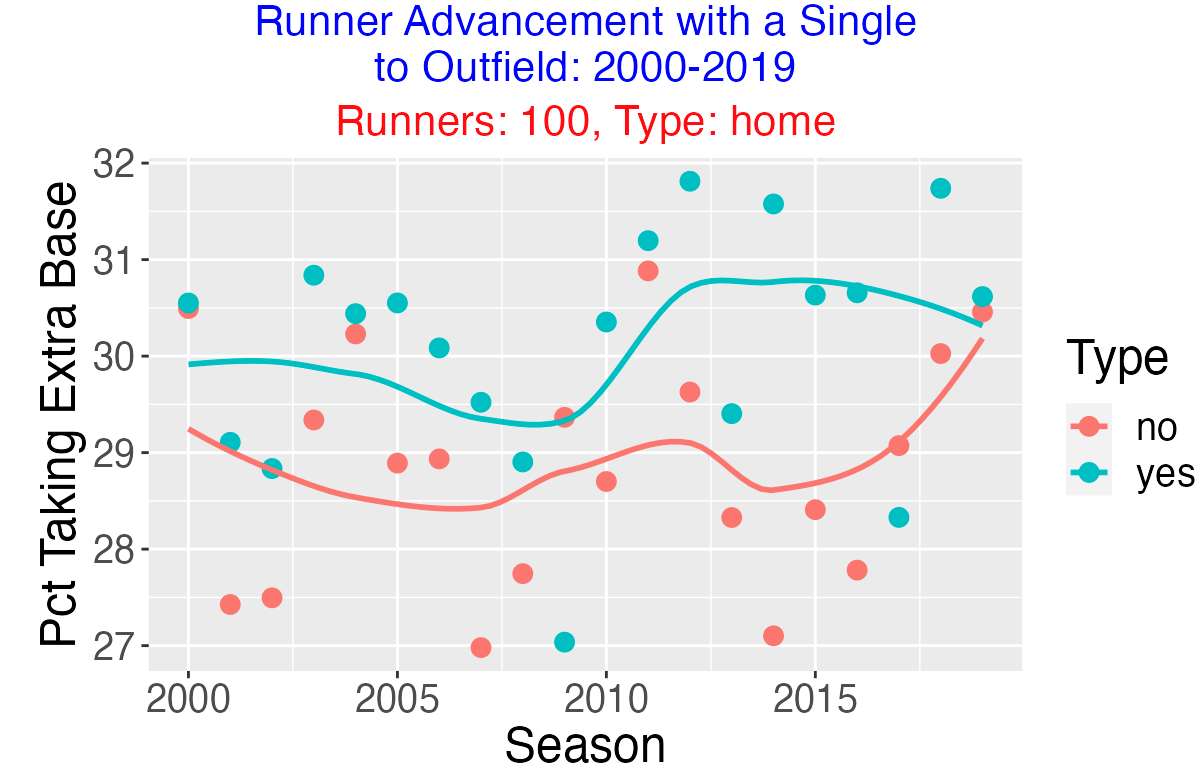 Runner Advancement with a Single
to Outfield: 2000-2019
Runners: 100, Type: home
Pct Taking Extra Base
32
31
30
29
28
27
2000 2005 2010 2015
Season
Type
no
yes